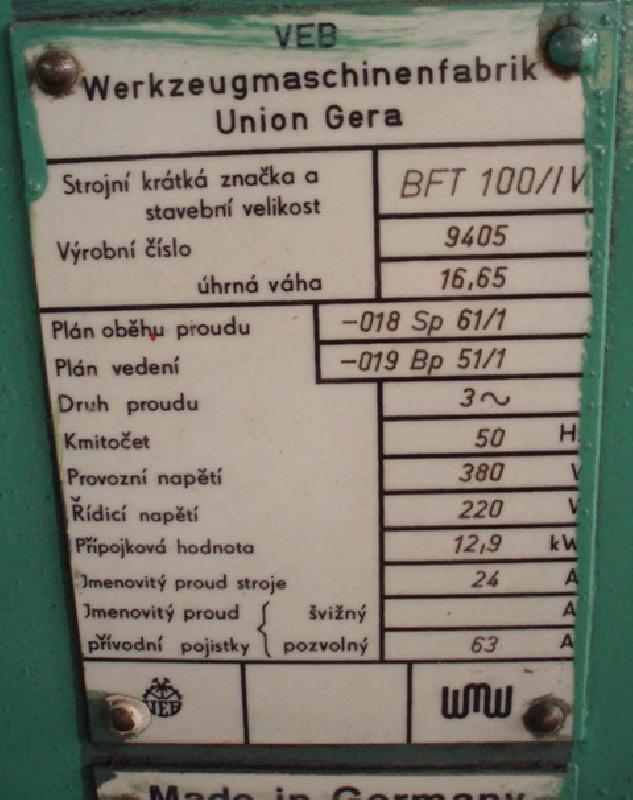 VEB
Werkzeugmaschinenfabrik
Union Gera
Strojní krátká značka a
stavební velikost BFT 100/IV
Výrobní číslo 9405
úhrná váha 16,65
Plán oběhu proudu -018 Sp 61/1
Plán vedení -019 Bp 51/1
Druh proudu 3~
Kmitočet 50 H
Provozní napětí 380 V
Řídicí napětí 220 V
Přípojková hodnota 12,9 kW
Jmenovitý proud stroje 24 A
Jmenovitý proud { švižný A
přívodní pojistky { pozvolný 63 A
VEB WMW
Made in Germany